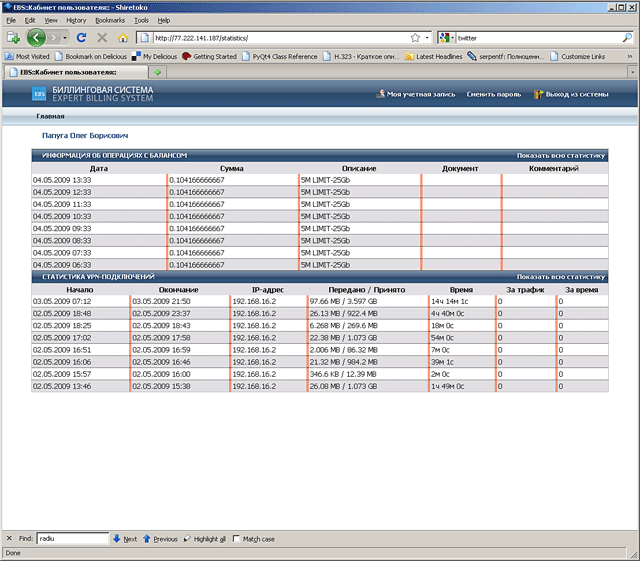 EBS::Кабинет пользователя:: - Shiretoko
File Edit View History Bookmarks Tools Help
http://77.222.141.187/statistics/ twitter
Most Visited Bookmark on Delicious My Delicious Getting Started PyQt4 Class Reference H.323 - Краткое опи... Latest Headlines serpentf: Полноценн... Customize Links
EBS::Кабинет пользователя::
EBS БИЛЛИНГОВАЯ СИСТЕМА
EXPERT BILLING SYSTEM
Моя учетная запись Сменить пароль Выход из системы
Главная
Папуга Олег Борисович
ИНФОРМАЦИЯ ОБ ОПЕРАЦИЯХ С БАЛАНСОМ Показать всю статистику
Дата Сумма Описание Документ Комментарий
04.05.2009 13:33 0.104166666667 5M LIMIT-25Gb
04.05.2009 12:33 0.104166666667 5M LIMIT-25Gb
04.05.2009 11:33 0.104166666667 5M LIMIT-25Gb
04.05.2009 10:33 0.104166666667 5M LIMIT-25Gb
04.05.2009 09:33 0.104166666667 5M LIMIT-25Gb
04.05.2009 08:33 0.104166666667 5M LIMIT-25Gb
04.05.2009 07:33 0.104166666667 5M LIMIT-25Gb
04.05.2009 06:33 0.104166666667 5M LIMIT-25Gb
СТАТИСТИКА VPN-ПОДКЛЮЧЕНИЙ Показать всю статистику
Начало Окончание IP-адрес Передано / Принято Время За трафик За время
03.05.2009 07:12 03.05.2009 21:50 192.168.16.2 97.66 MB / 3.597 GB 14ч 14м 1с 0 0
02.05.2009 18:48 02.05.2009 23:37 192.168.16.2 26.13 MB / 922.4 MB 4ч 40м 0с 0 0
02.05.2009 18:25 02.05.2009 18:43 192.168.16.2 6.268 MB / 269.6 MB 18м 0с 0 0
02.05.2009 17:02 02.05.2009 17:58 192.168.16.2 22.38 MB / 1.073 GB 54м 0с 0 0
02.05.2009 16:51 02.05.2009 16:59 192.168.16.2 2.006 MB / 86.32 MB 7м 0с 0 0
02.05.2009 16:06 02.05.2009 16:46 192.168.16.2 21.32 MB / 984.2 MB 39м 1с 0 0
02.05.2009 15:57 02.05.2009 16:00 192.168.16.2 346.6 KB / 12.39 MB 2м 0с 0 0
02.05.2009 13:46 02.05.2009 15:38 192.168.16.2 26.08 MB / 1.073 GB 1ч 49м 0с 0 0
Find: radiu Next Previous Highlight all Match case
Done